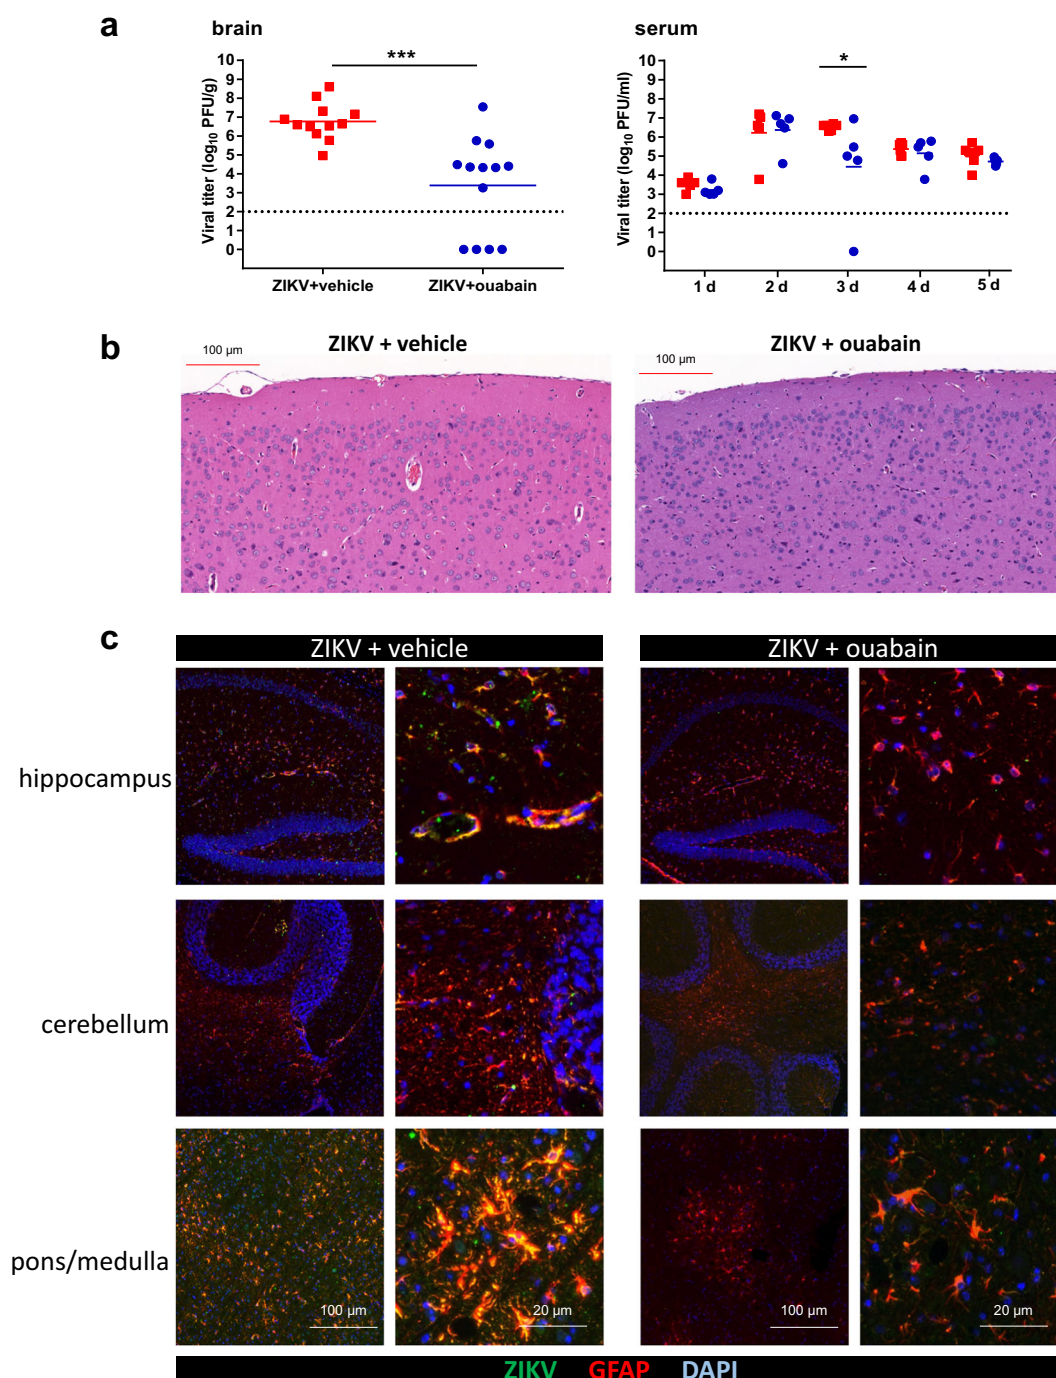 a
brain
serum
***
*
Viral titer (log10 PFU/g)
10
9
8
7
6
5
4
3
2
1
0
ZIKV+vehicle
ZIKV+ouabain
Viral titer (log10 PFU/ml)
10
9
8
7
6
5
4
3
2
1
0
1 d
2 d
3 d
4 d
5 d
b
ZIKV + vehicle
ZIKV + ouabain
100 µm
100 µm
c
ZIKV + vehicle
ZIKV + ouabain
hippocampus
cerebellum
pons/medulla
100 µm
20 µm
100 µm
20 µm
ZIKV GFAP DAPI